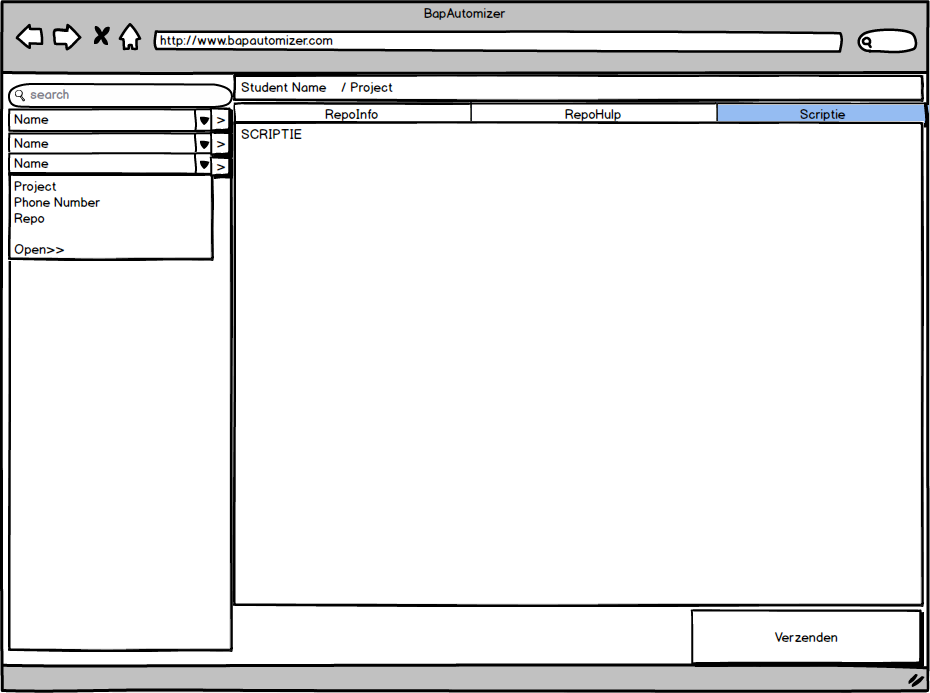 BapAutomizer
http://www.bapautomizer.com
search
Name >
Name >
Name >
Project
Phone Number
Repo
Open>>
Student Name / Project
RepoInfo RepoHulp Scriptie
SCRIPTIE
Verzenden